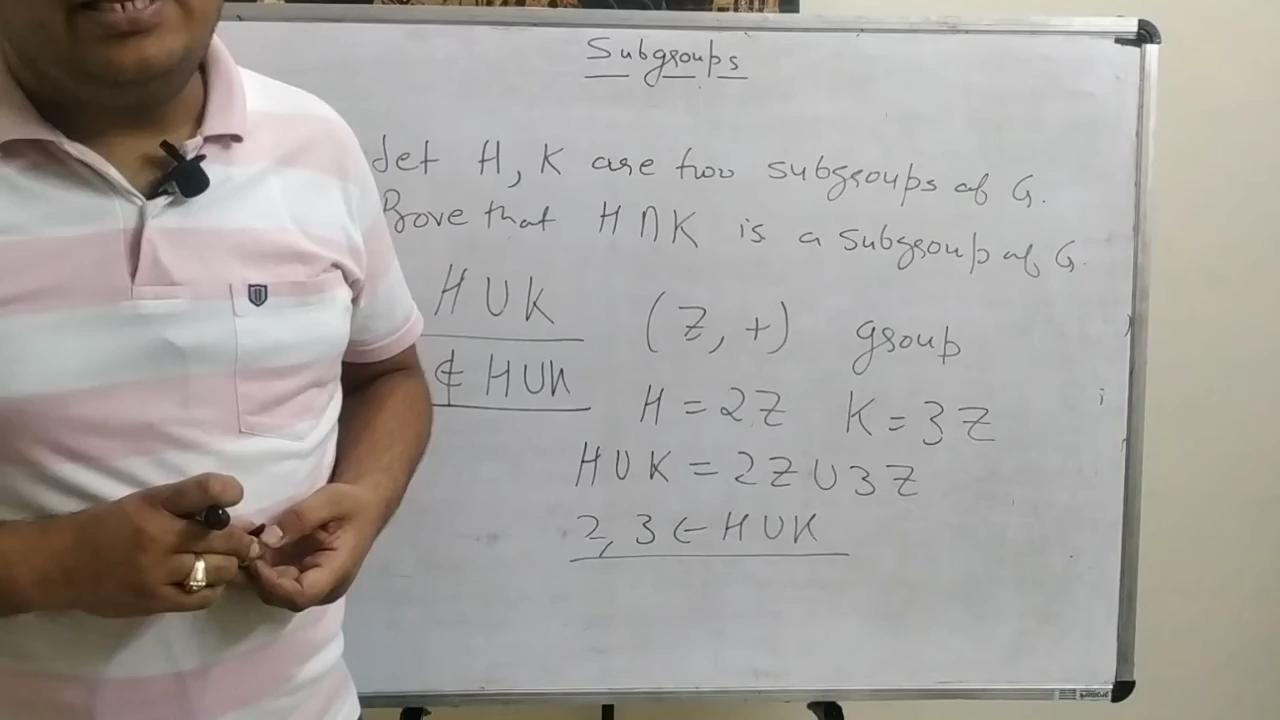 Subgroups
Let H, K are two subgroups of G.
Prove that H∩K is a subgroup of G.
H∪K
(Z, +) group
∉ H∪K
H = 2Z K = 3Z
H∪K = 2Z∪3Z
2, 3 ∈ H∪K